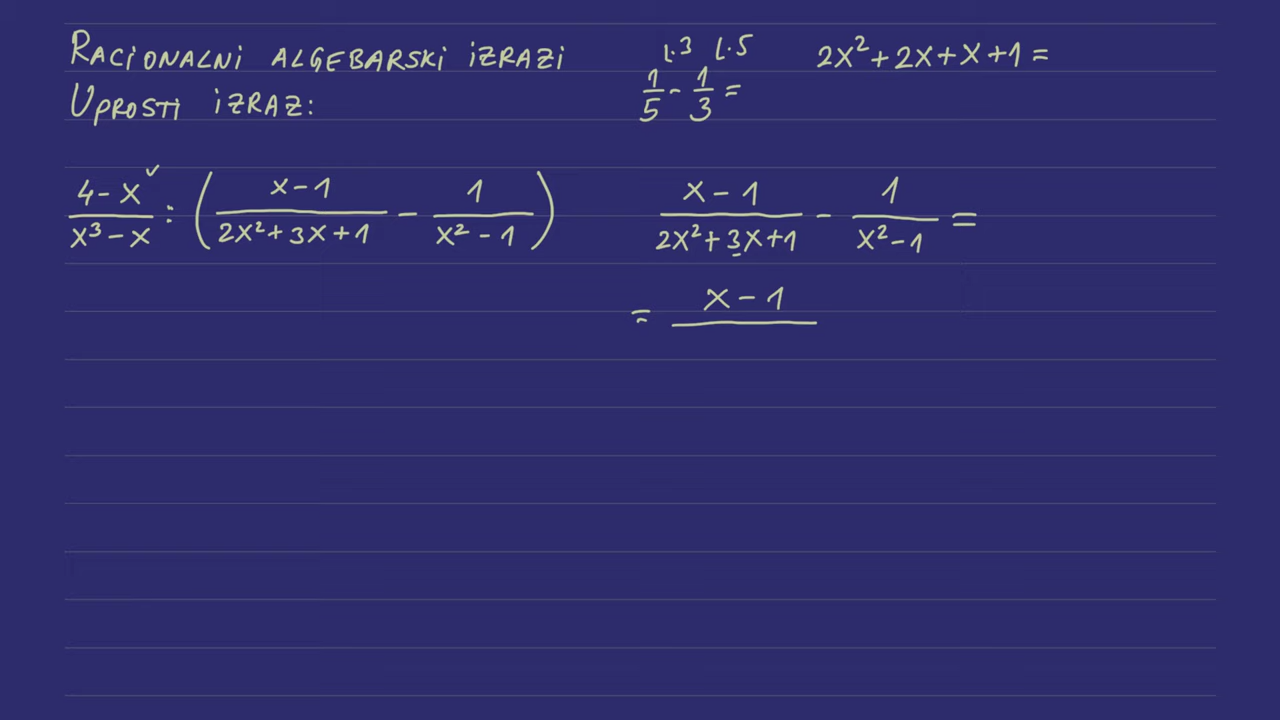 RACIONALNI ALGEBARSKI IZRAZI
UPROSTI IZRAZ:
(4-x)/(x³-x) : ( (x-1)/(2x²+3x+1) - 1/(x²-1) )
|·3 |·5
1/5 - 1/3 =
2x²+2x+x+1=
(x-1)/(2x²+3x+1) - 1/(x²-1) =
= x-1